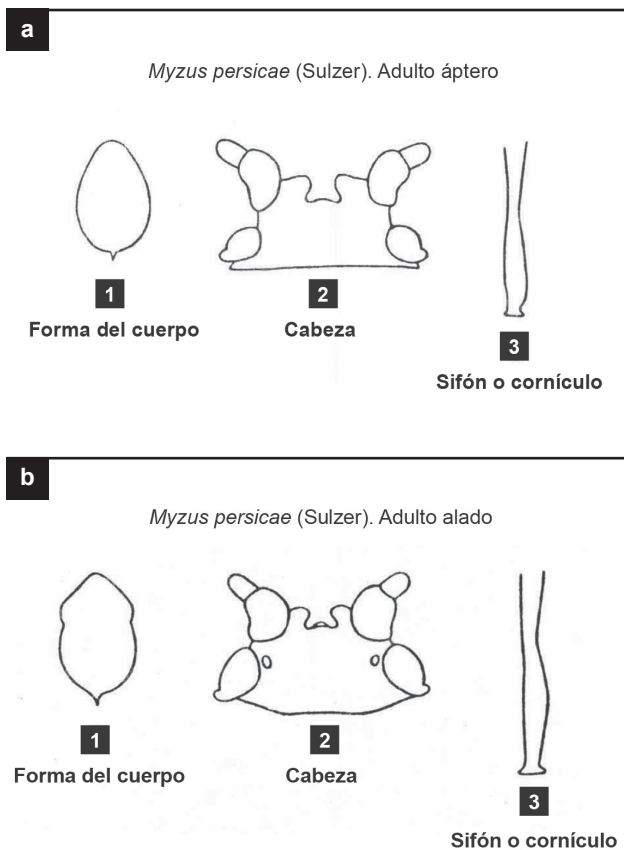 a
Myzus persicae (Sulzer). Adulto áptero
1
Forma del cuerpo
2
Cabeza
3
Sifón o cornículo
b
Myzus persicae (Sulzer). Adulto alado
1
Forma del cuerpo
2
Cabeza
3
Sifón o cornículo